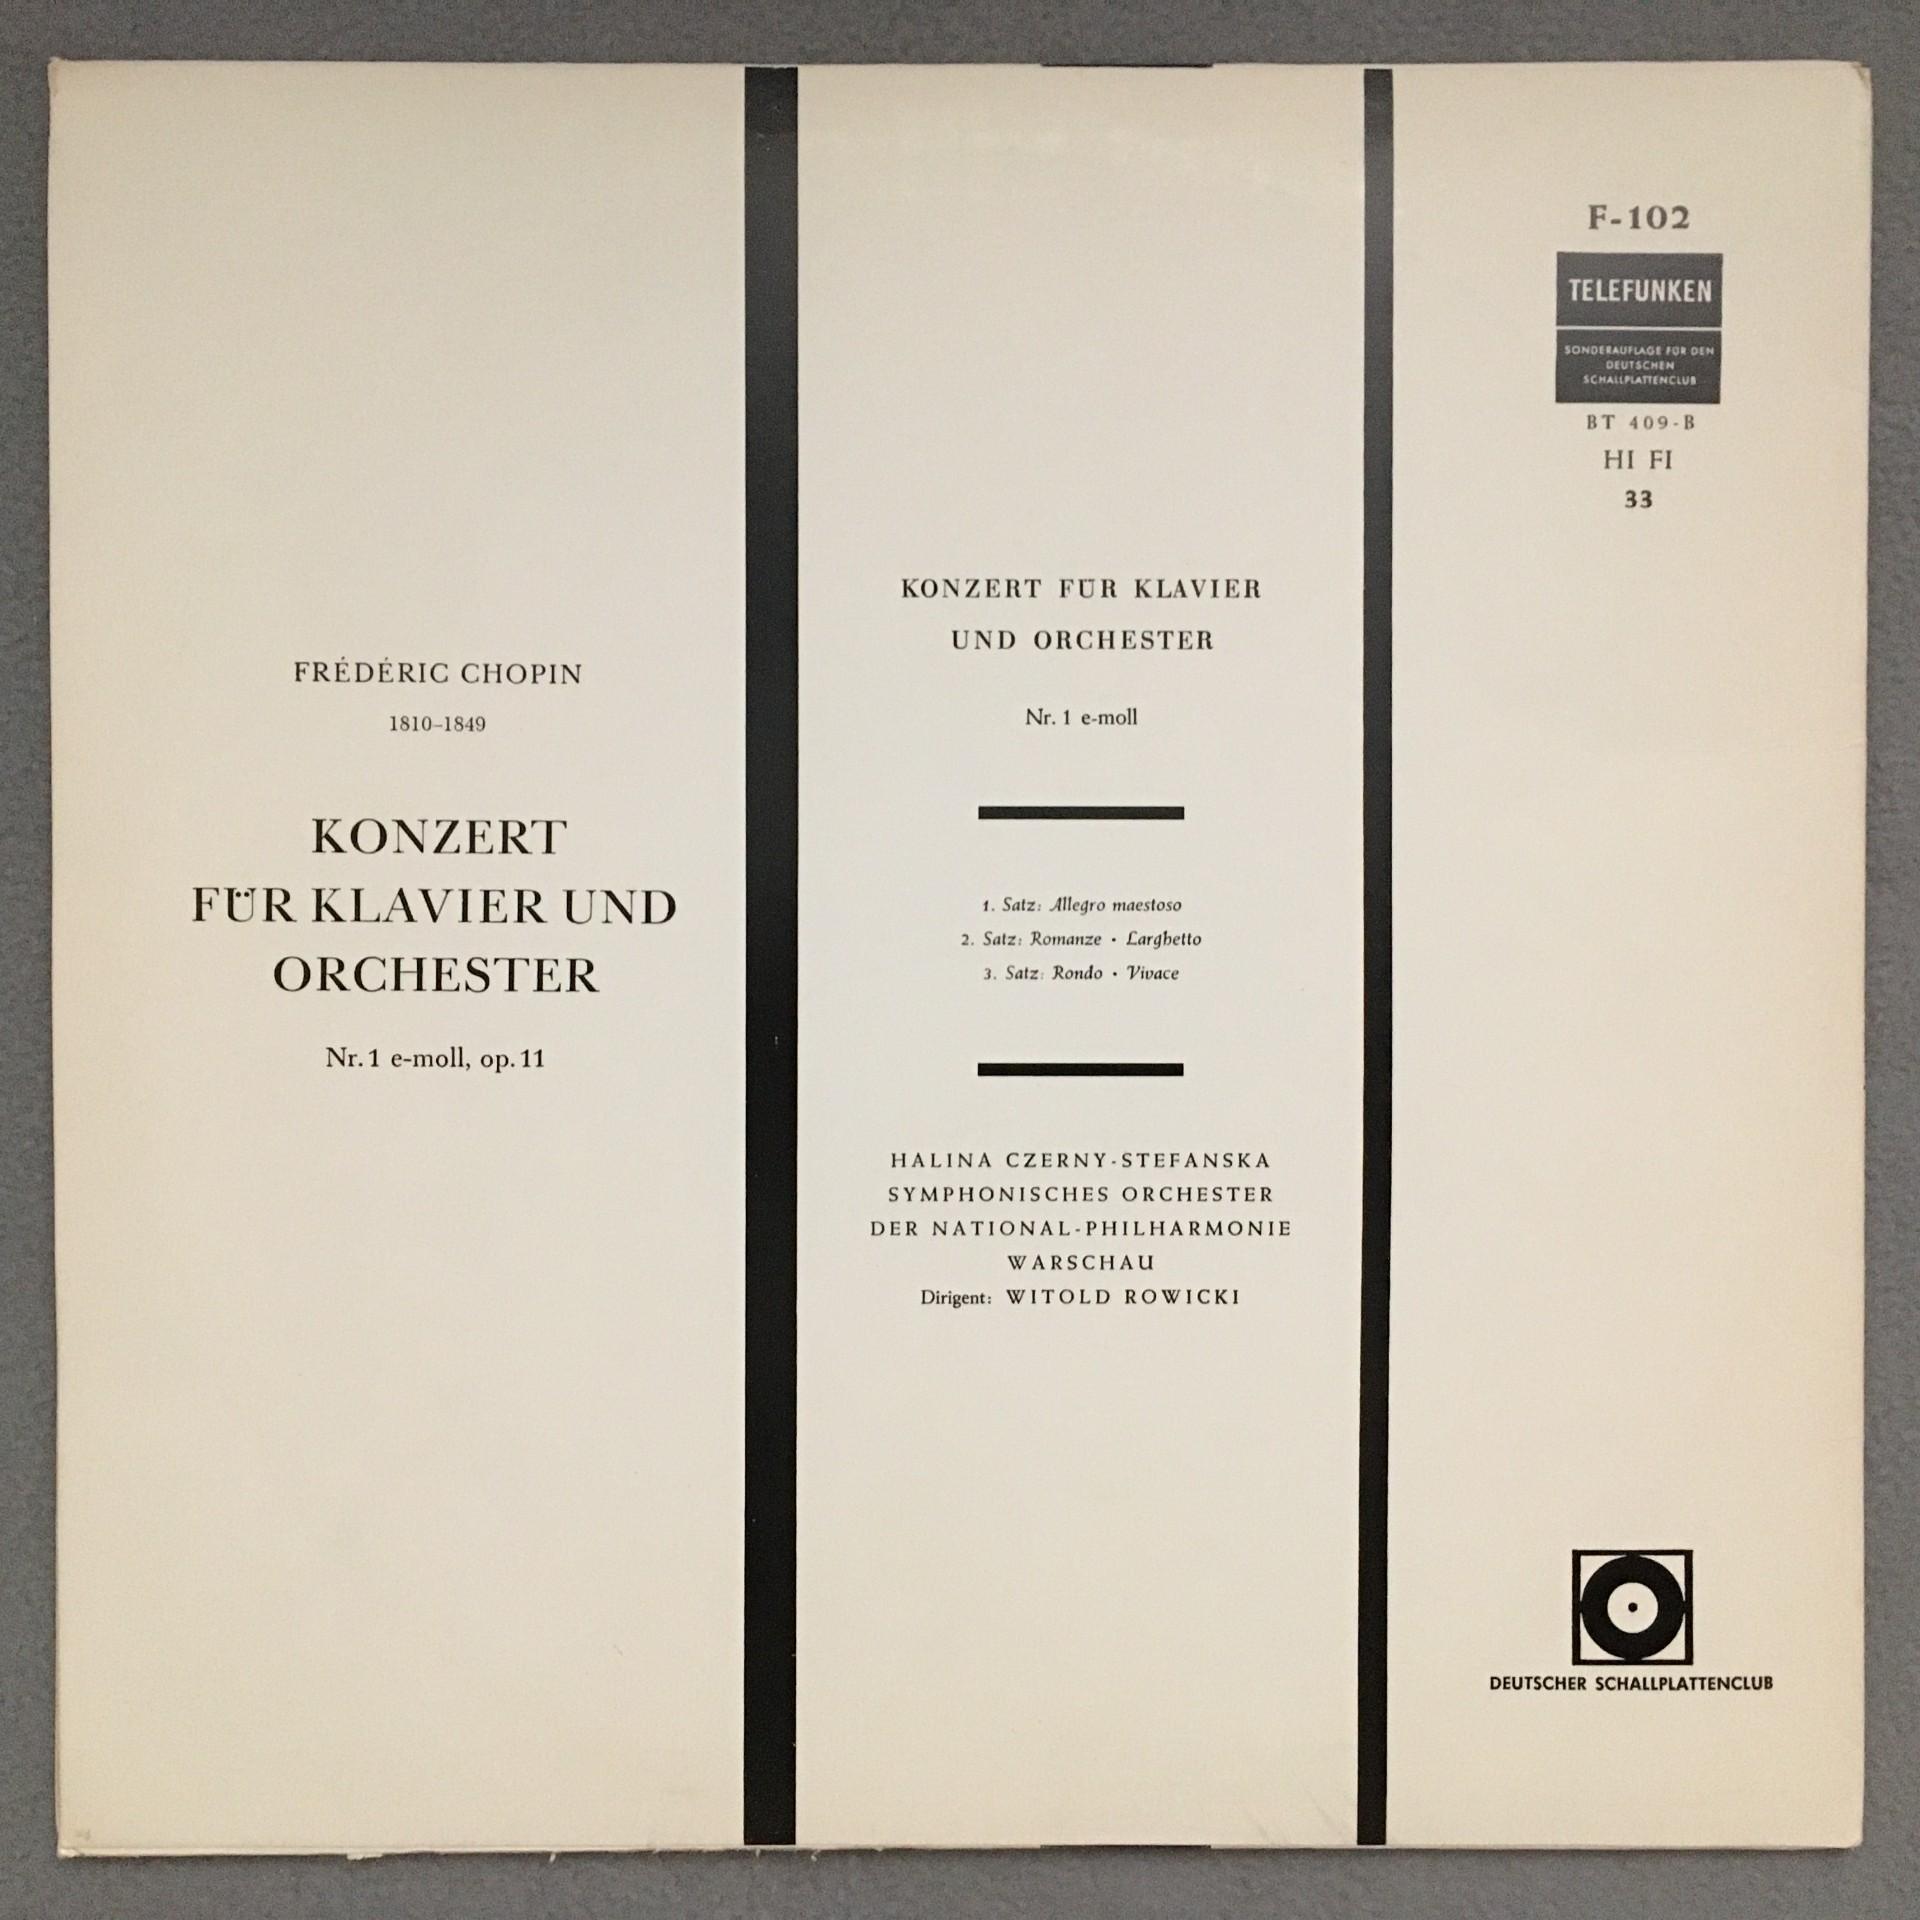 FRÉDÉRIC CHOPIN
1810–1849
KONZERT
FÜR KLAVIER UND
ORCHESTER
Nr. 1 e-moll, op. 11
KONZERT FÜR KLAVIER
UND ORCHESTER
Nr. 1 e-moll
1. Satz: Allegro maestoso
2. Satz: Romanze • Larghetto
3. Satz: Rondo • Vivace
HALINA CZERNY-STEFANSKA
SYMPHONISCHES ORCHESTER
DER NATIONAL-PHILHARMONIE
WARSCHAU
Dirigent: WITOLD ROWICKI
F-102
TELEFUNKEN
SONDERAUFLAGE FÜR DEN
DEUTSCHEN
SCHALLPLATTENCLUB
BT 409-B
HI FI
33
DEUTSCHER SCHALLPLATTENCLUB